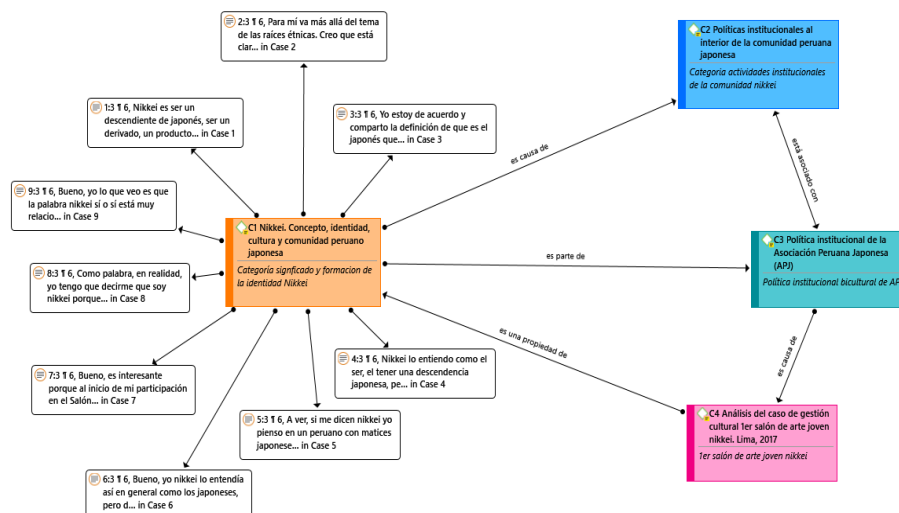 2:3 ¶ 6, Para mí va más allá del tema
de las raíces étnicas. Creo que está
clar... in Case 2
C2 Políticas institucionales al
interior de la comunidad peruana
japonesa
Categoria actividades institucionales
de la comunidad nikkei
1:3 ¶ 6, Nikkei es ser un
descendiente de japonés, ser un
derivado, un producto... in Case 1
3:3 ¶ 6, Yo estoy de acuerdo y
comparto la definición de que es el
japonés que... in Case 3
es causa de
está asociado con
9:3 ¶ 6, Bueno, yo lo que veo es que
la palabra nikkei sí o sí está muy
relacio... in Case 9
C1 Nikkei. Concepto, identidad,
cultura y comunidad peruano
japonesa
Categoría signficado y formacion de
la identidad Nikkei
es parte de
C3 Política institucional de la
Asociación Peruana Japonesa
(APJ)
Política institucional bicultural de AP
8:3 ¶ 6, Como palabra, en realidad,
yo tengo que decirme que soy
nikkei porque... in Case 8
es una propiedad de
es causa de
7:3 ¶ 6, Bueno, es interesante
porque al inicio de mi participación
en el Salón... in Case 7
4:3 ¶ 6, Nikkei lo entiendo como el
ser, el tener una descendencia
japonesa, pe... in Case 4
5:3 ¶ 6, A ver, si me dicen nikkei yo
pienso en un peruano con matices
japonese... in Case 5
C4 Análisis del caso de gestión
cultural 1er salón de arte joven
nikkei. Lima, 2017
1er salón de arte joven nikkei
6:3 ¶ 6, Bueno, yo nikkei lo entendía
así en general como los japoneses,
pero d... in Case 6